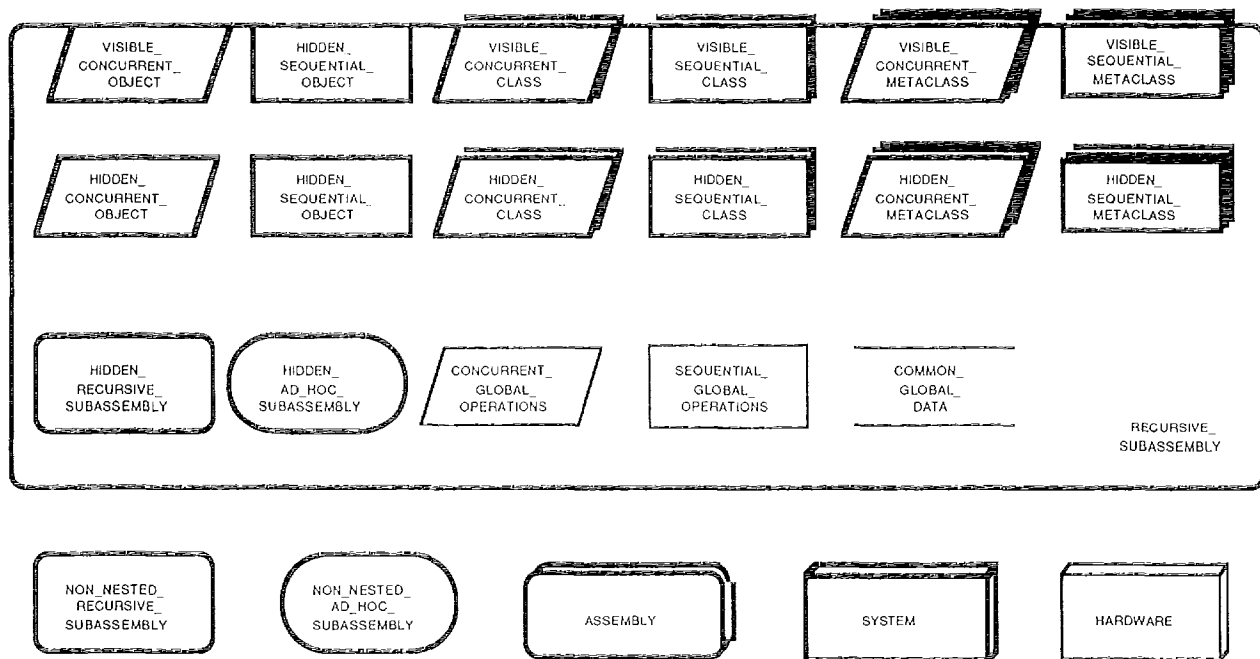 VISIBLE_
CONCURRENT_
OBJECT
HIDDEN_
SEQUENTIAL_
OBJECT
VISIBLE_
CONCURRENT_
CLASS
VISIBLE_
SEQUENTIAL_
CLASS
VISIBLE_
CONCURRENT_
METACLASS
VISIBLE_
SEQUENTIAL_
METACLASS
HIDDEN_
CONCURRENT_
OBJECT
HIDDEN_
SEQUENTIAL_
OBJECT
HIDDEN_
CONCURRENT_
CLASS
HIDDEN_
SEQUENTIAL_
CLASS
HIDDEN_
CONCURRENT_
METACLASS
HIDDEN_
SEQUENTIAL_
METACLASS
HIDDEN_
RECURSIVE_
SUBASSEMBLY
HIDDEN_
AD_HOC_
SUBASSEMBLY
CONCURRENT_
GLOBAL_
OPERATIONS
SEQUENTIAL_
GLOBAL_
OPERATIONS
COMMON_
GLOBAL_
DATA
RECURSIVE_
SUBASSEMBLY
NON_NESTED_
RECURSIVE_
SUBASSEMBLY
NON_NESTED_
AD_HOC_
SUBASSEMBLY
ASSEMBLY
SYSTEM
HARDWARE